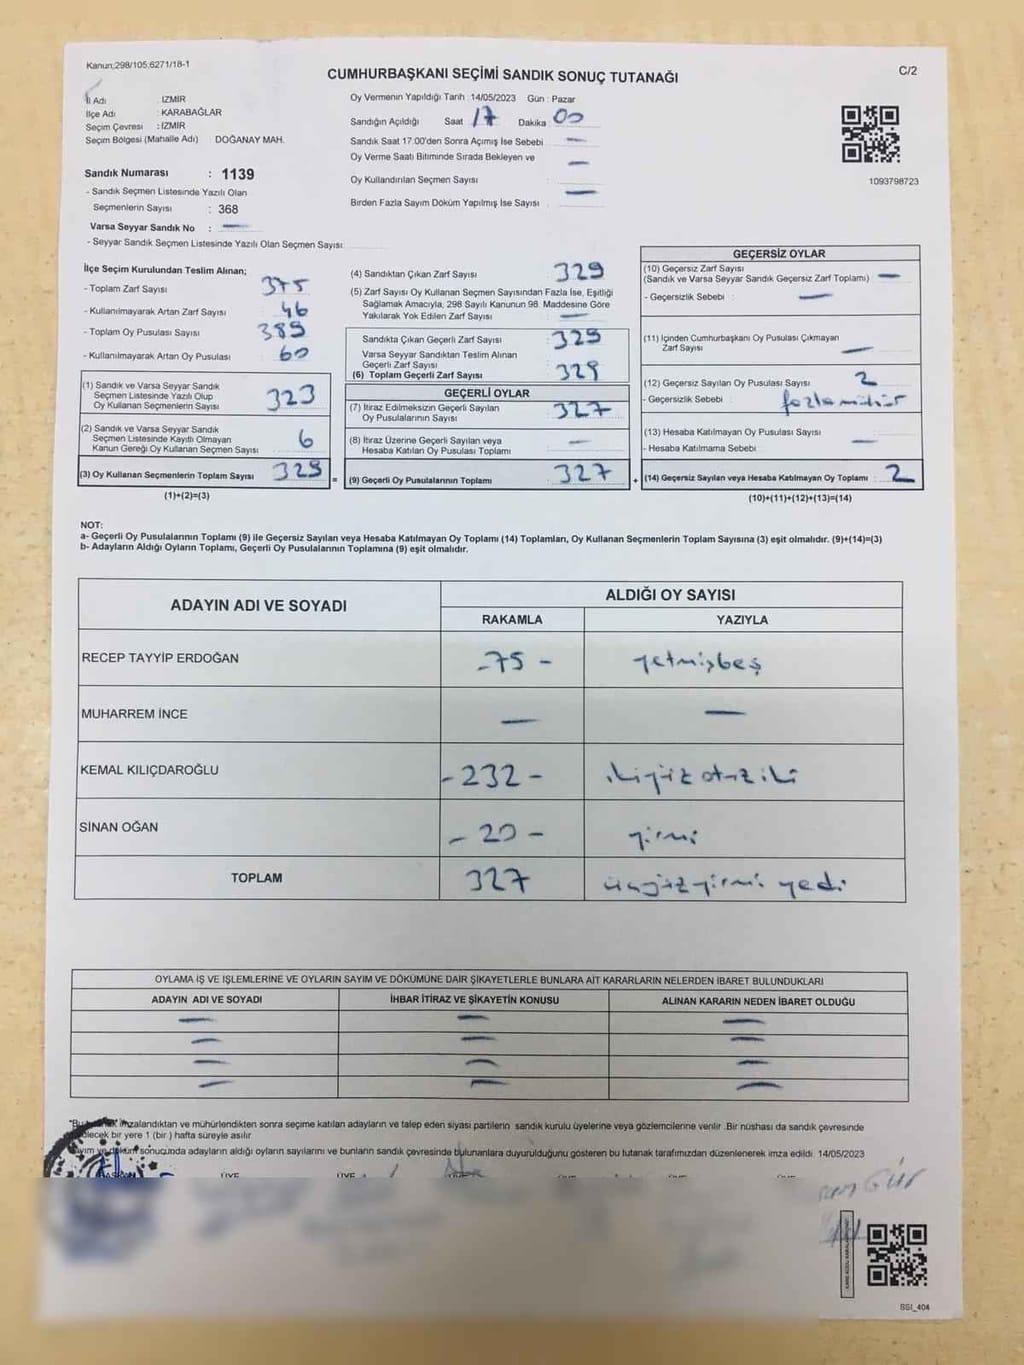 Kanun;298/105,6271/18-1
C/2
CUMHURBAŞKANI SEÇİMİ SANDIK SONUÇ TUTANAĞI
İl Adı : İZMİR
İlçe Adı : KARABAĞLAR
Seçim Çevresi : İZMİR
Seçim Bölgesi (Mahalle Adı) DOĞANAY MAH.
Sandık Numarası : 1139
- Sandık Seçmen Listesinde Yazılı Olan
Seçmenlerin Sayısı : 368
Varsa Seyyar Sandık No : —
- Seyyar Sandık Seçmen Listesinde Yazılı Olan Seçmen Sayısı:
Oy Vermenin Yapıldığı Tarih :14/05/2023 Gün : Pazar
Sandığın Açıldığı Saat 17 Dakika 00
Sandık Saat 17.00'den Sonra Açımış İse Sebebi —
Oy Verme Saati Bitiminde Sırada Bekleyen ve
Oy Kullandırılan Seçmen Sayısı : —
Birden Fazla Sayım Döküm Yapılmış İse Sayısı : —
1093798723
İlçe Seçim Kurulundan Teslim Alınan;
- Toplam Zarf Sayısı 375
- Kullanılmayarak Artan Zarf Sayısı 46
- Toplam Oy Pusulası Sayısı 389
- Kullanılmayarak Artan Oy Pusulası 60
(1) Sandık ve Varsa Seyyar Sandık
Seçmen Listesinde Yazılı Olup
Oy Kullanan Seçmenlerin Sayısı 323
(2) Sandık ve Varsa Seyyar Sandık
Seçmen Listesinde Kayıtlı Olmayan
Kanun Gereği Oy Kullanan Seçmen Sayısı 6
(3) Oy Kullanan Seçmenlerin Toplam Sayısı 329
(1)+(2)=(3)
(4) Sandıktan Çıkan Zarf Sayısı 329
(5) Zarf Sayısı Oy Kullanan Seçmen Sayısından Fazla İse, Eşitliği
Sağlamak Amacıyla, 298 Sayılı Kanunun 98. Maddesine Göre
Yakılarak Yok Edilen Zarf Sayısı —
Sandıkta Çıkan Geçerli Zarf Sayısı 329
Varsa Seyyar Sandıktan Teslim Alınan
Geçerli Zarf Sayısı
(6) Toplam Geçerli Zarf Sayısı 329
GEÇERLİ OYLAR
(7) İtiraz Edilmeksizin Geçerli Sayılan
Oy Pusulalarının Sayısı 327
(8) İtiraz Üzerine Geçerli Sayılan veya
Hesaba Katılan Oy Pusulası Toplamı —
= (9) Geçerli Oy Pusulalarının Toplamı 327
GEÇERSİZ OYLAR
(10) Geçersiz Zarf Sayısı
(Sandık ve Varsa Seyyar Sandık Geçersiz Zarf Toplamı) —
- Geçersizlik Sebebi : —
(11) İçinden Cumhurbaşkanı Oy Pusulası Çıkmayan
Zarf Sayısı —
(12) Geçersiz Sayılan Oy Pusulası Sayısı 2
- Geçersizlik Sebebi :
(13) Hesaba Katılmayan Oy Pusulası Sayısı —
- Hesaba Katılmama Sebebi
+ (14) Geçersiz Sayılan veya Hesaba Katılmayan Oy Toplamı : 2
(10)+(11)+(12)+(13)=(14)
NOT:
a- Geçerli Oy Pusulalarının Toplamı (9) ile Geçersiz Sayılan veya Hesaba Katılmayan Oy Toplamı (14) Toplamları, Oy Kullanan Seçmenlerin Toplam Sayısına (3) eşit olmalıdır. (9)+(14)=(3)
b- Adayların Aldığı Oyların Toplamı, Geçerli Oy Pusulalarının Toplamına (9) eşit olmalıdır.
ADAYIN ADI VE SOYADI ALDIĞI OY SAYISI
RAKAMLA YAZIYLA
RECEP TAYYİP ERDOĞAN -75- yetmişbeş
MUHARREM İNCE — —
KEMAL KILIÇDAROĞLU -232- ikiyüz otuz iki
SİNAN OĞAN -20- yirmi
TOPLAM 327 üçyüzyirmi yedi
OYLAMA İŞ VE İŞLEMLERİNE VE OYLARIN SAYIM VE DÖKÜMÜNE DAİR ŞİKAYETLERLE BUNLARA AİT KARARLARIN NELERDEN İBARET BULUNDUKLARI
ADAYIN ADI VE SOYADI İHBAR İTİRAZ VE ŞİKAYETİN KONUSU ALINAN KARARIN NEDEN İBARET OLDUĞU
— — —
— — —
— — —
— — —
imzalandıktan ve mühürlendikten sonra seçime katılan adayların ve talep eden siyasi partilerin sandık kurulu üyelerine veya gözlemcilerine verilir .Bir nüshası da sandık çevresinde
bir yere 1 (bir ) hafta süreyle asılır.
sonucunda adayların aldığı oyların sayılarını ve bunların sandık çevresinde bulunanlara duyurulduğunu gösteren bu tutanak tarafımızdan düzenlenerek imza edildi. 14/05/2023
BAŞKAN ÜYE ÜYE
SSİ_404